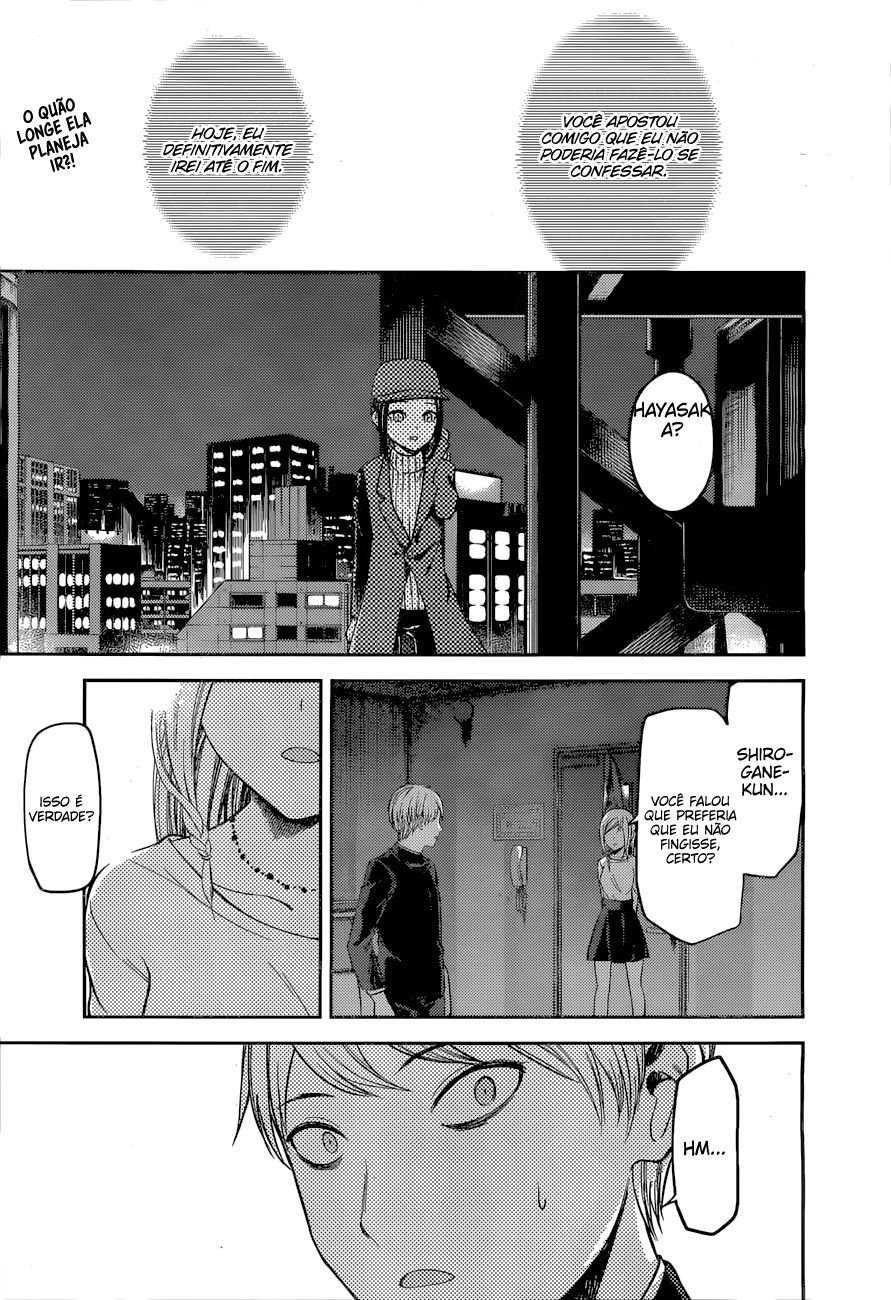 VOCÊ APOSTOU
COMIGO QUE EU NÃO
PODERIA FAZÊ-LO SE
CONFESSAR.
HOJE, EU
DEFINITIVAMENTE
IREI ATÉ O FIM.
O QUÃO
LONGE ELA
PLANEJA
IR?!
HAYASAK
A?
SHIRO-
GANE-
KUN...
VOCÊ FALOU
QUE PREFERIA
QUE EU NÃO
FINGISSE,
CERTO?
ISSO É
VERDADE?
HM...